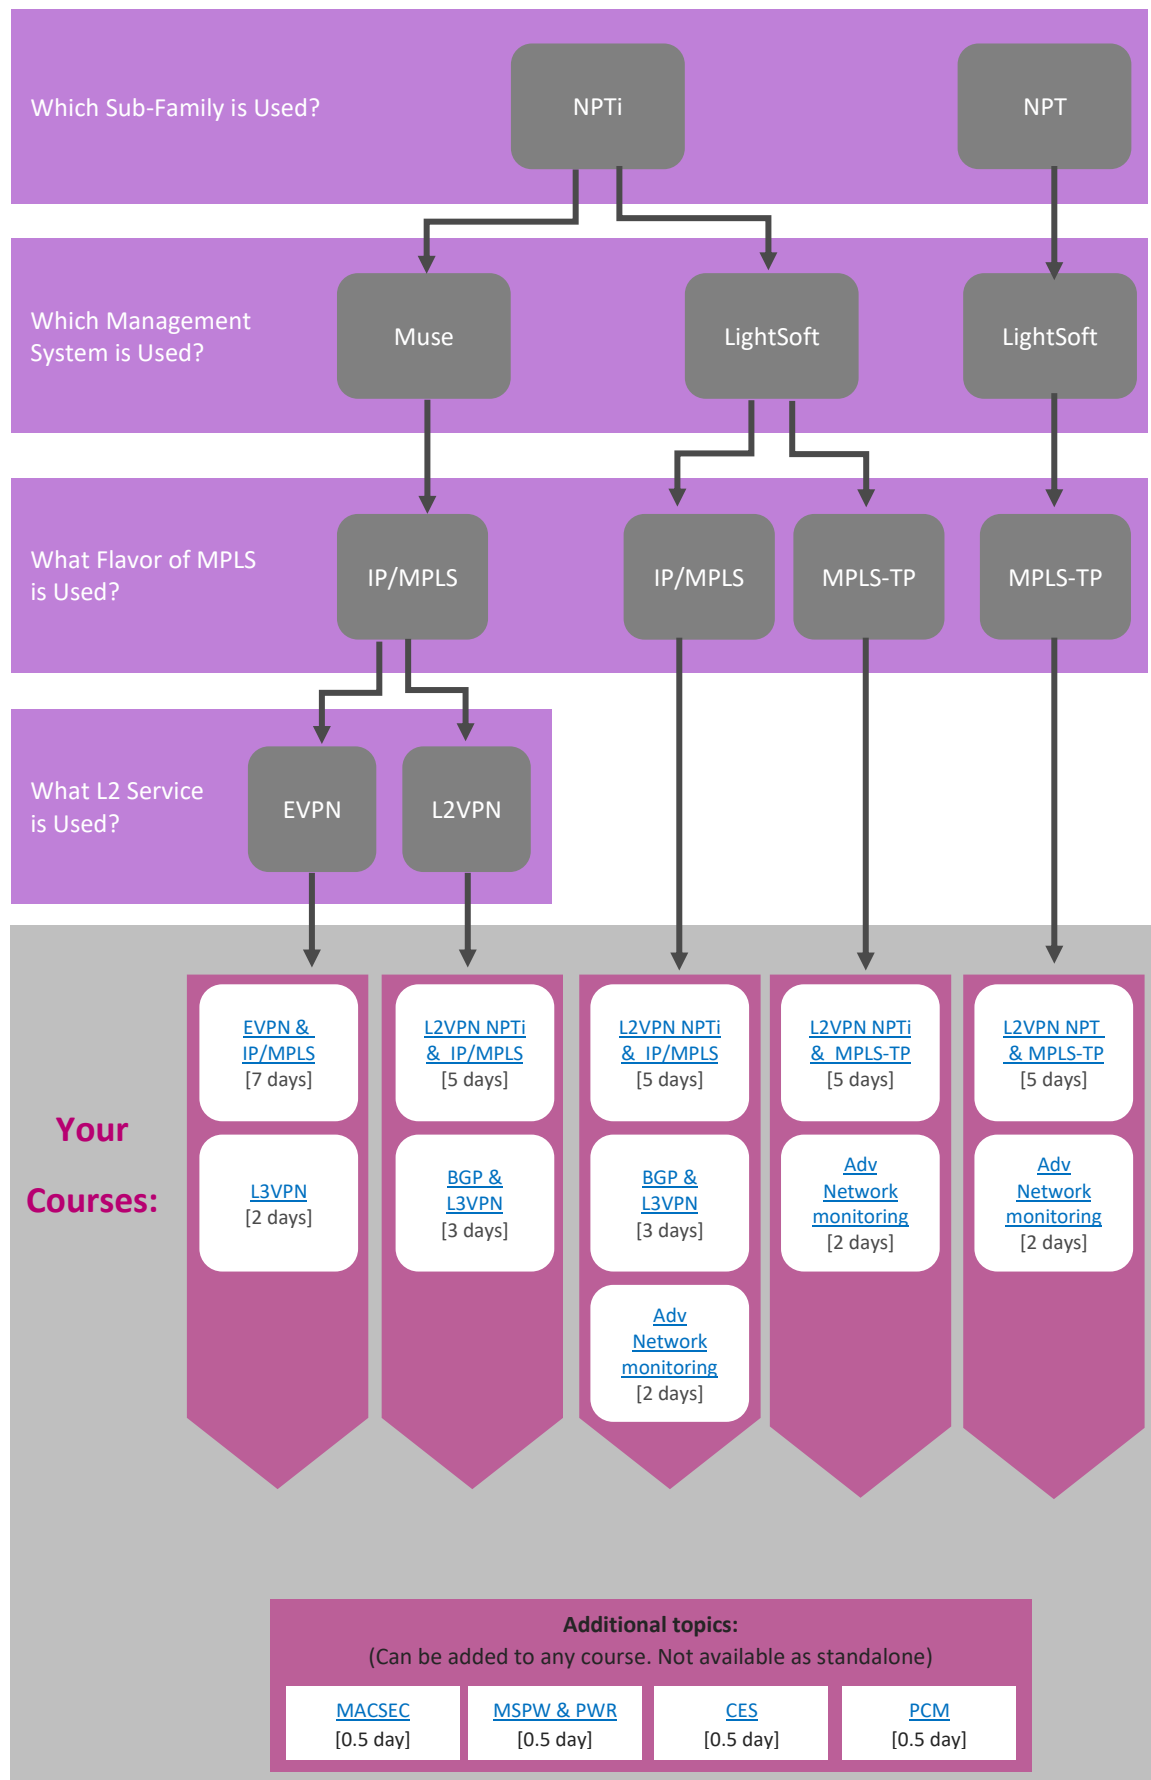 Which Sub-Family is Used?
NPTi
NPT
Which Management
System is Used?
Muse
LightSoft
LightSoft
What Flavor of MPLS
is Used?
IP/MPLS
IP/MPLS
MPLS-TP
MPLS-TP
What L2 Service
is Used?
EVPN
L2VPN
Your
Courses:
EVPN &
IP/MPLS
[7 days]
L3VPN
[2 days]
L2VPN NPTi
& IP/MPLS
[5 days]
BGP &
L3VPN
[3 days]
L2VPN NPTi
& IP/MPLS
[5 days]
BGP &
L3VPN
[3 days]
Adv
Network
monitoring
[2 days]
L2VPN NPTi
& MPLS-TP
[5 days]
Adv
Network
monitoring
[2 days]
L2VPN NPT
& MPLS-TP
[5 days]
Adv
Network
monitoring
[2 days]
Additional topics:
(Can be added to any course. Not available as standalone)
MACSEC
[0.5 day]
MSPW & PWR
[0.5 day]
CES
[0.5 day]
PCM
[0.5 day]